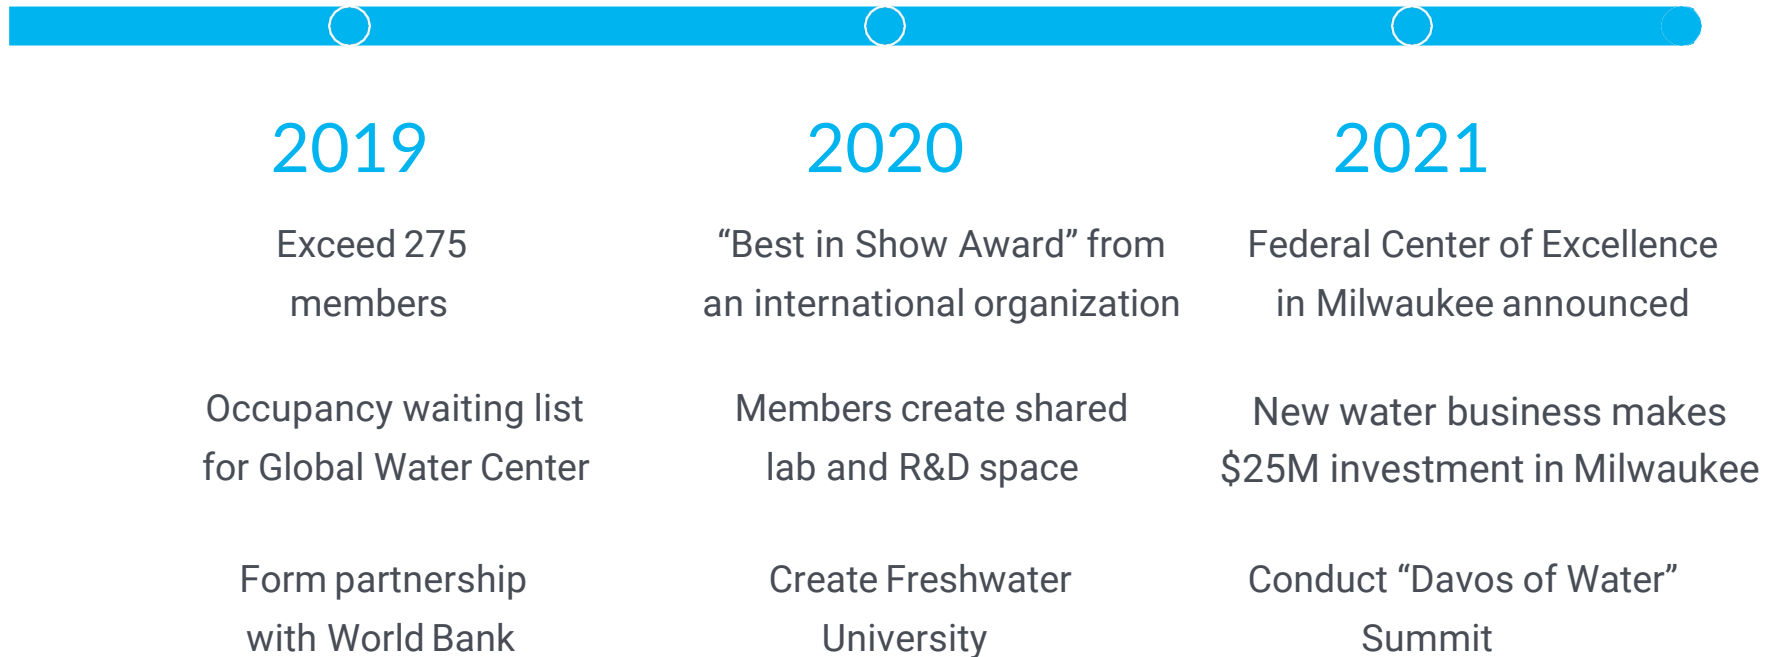 2019
Exceed 275
members
Occupancy waiting list
for Global Water Center
Form partnership
with World Bank
2020
“Best in Show Award” from
an international organization
Members create shared
lab and R&D space
Create Freshwater
University
2021
Federal Center of Excellence
in Milwaukee announced
New water business makes
$25M investment in Milwaukee
Conduct “Davos of Water”
Summit